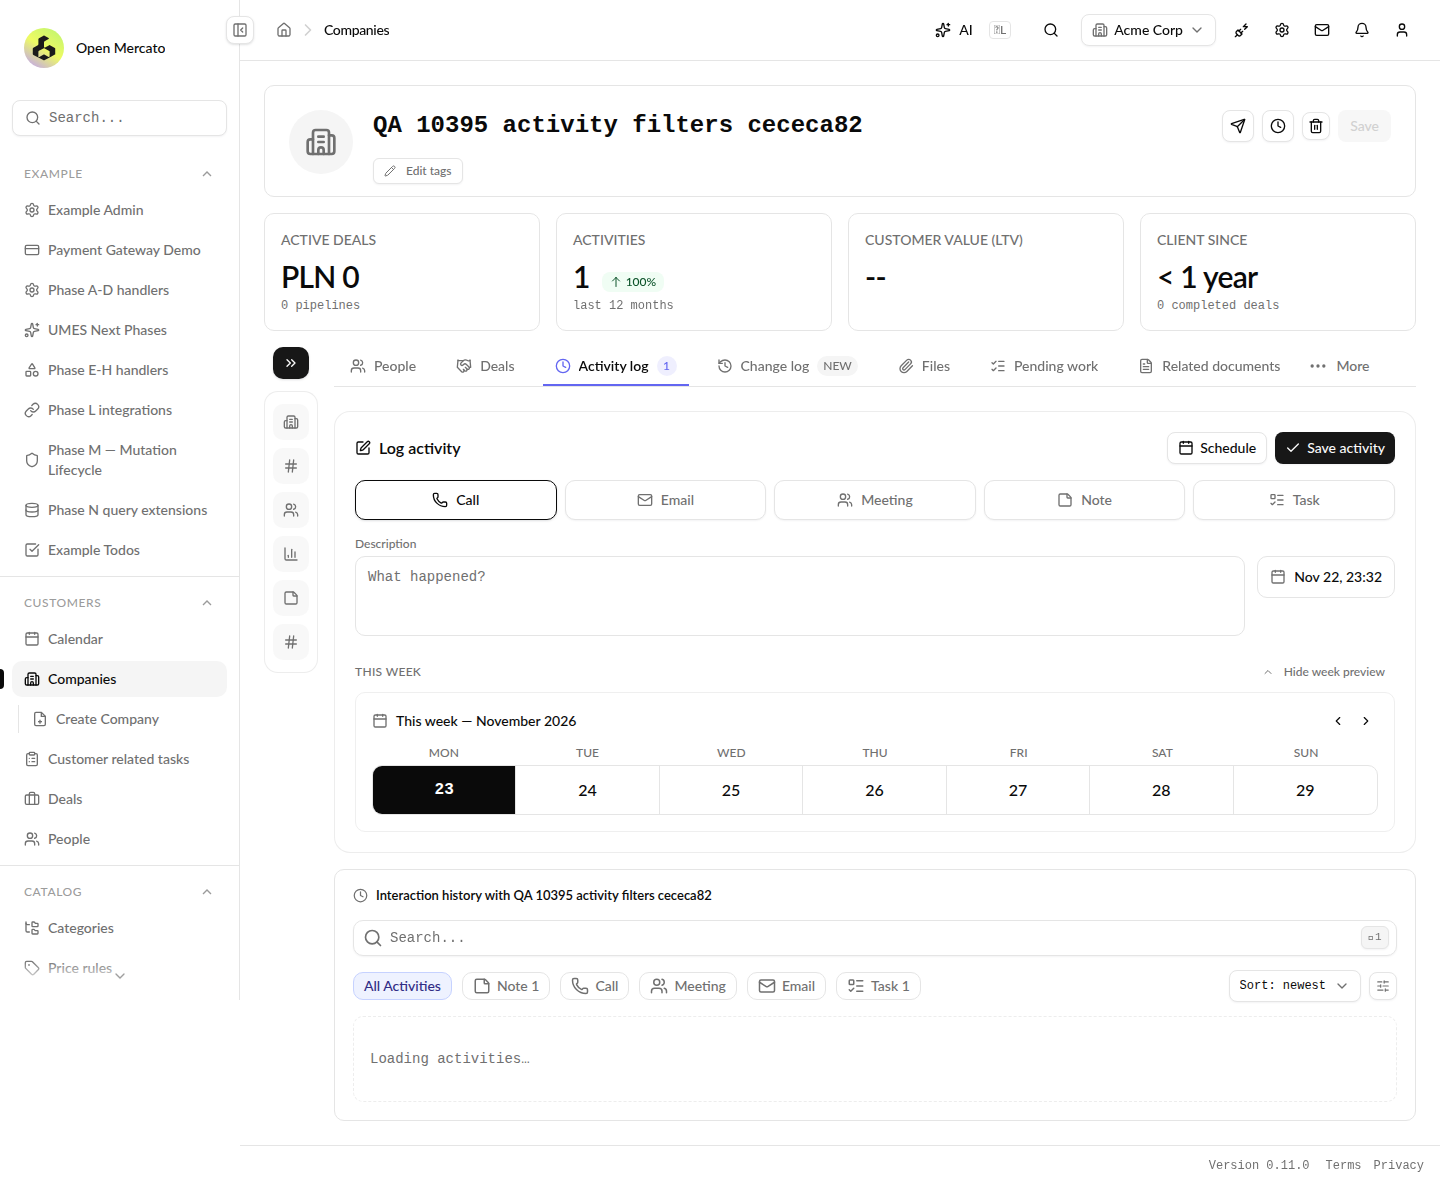 Open Mercato
Search...
EXAMPLE
Example Admin
Payment Gateway Demo
Phase A-D handlers
UMES Next Phases
Phase E-H handlers
Phase L integrations
Phase M — Mutation
Lifecycle
Phase N query extensions
Example Todos
CUSTOMERS
Calendar
Companies
Create Company
Customer related tasks
Deals
People
CATALOG
Categories
Price rules
Companies
AI
L
Acme Corp
QA 10395 activity filters cececa82
Edit tags
Save
ACTIVE DEALS
PLN 0
0 pipelines
ACTIVITIES
1 ↑ 100%
last 12 months
CUSTOMER VALUE (LTV)
--
CLIENT SINCE
< 1 year
0 completed deals
People
Deals
Activity log 1
Change log NEW
Files
Pending work
Related documents
••• More
Log activity
Schedule
Save activity
Call
Email
Meeting
Note
Task
Description
What happened?
Nov 22, 23:32
THIS WEEK
Hide week preview
This week — November 2026
MON TUE WED THU FRI SAT SUN
23 24 25 26 27 28 29
Interaction history with QA 10395 activity filters cececa82
Search...
1
All Activities
Note 1
Call
Meeting
Email
Task 1
Sort: newest
Loading activities…
Version 0.11.0 Terms Privacy